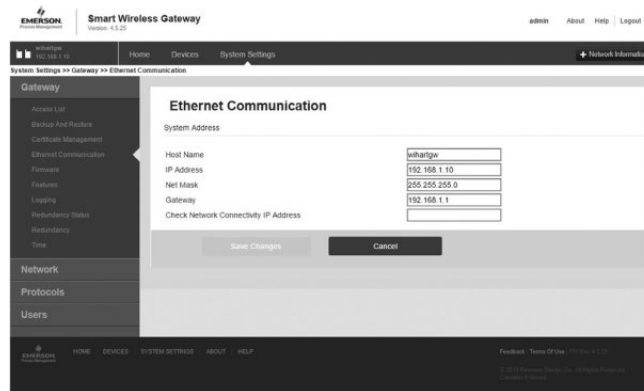 EMERSON.
Process Management
Smart Wireless Gateway
Version: 4.5.25
admin About Help Logout
wihartgw
192.168.1.10
Home Devices System Settings
+ Network Informatio
System Settings >> Gateway >> Ethernet Communication
Gateway
Access List
Backup And Restore
Certificate Management
Ethernet Communication
Firmware
Features
Logging
Redundancy Status
Redundancy
Time
Network
Protocols
Users
Ethernet Communication
System Address
Host Name wihartgw
IP Address 192.168.1.10
Net Mask 255.255.255.0
Gateway 192.168.1.1
Check Network Connectivity IP Address
Save Changes Cancel
EMERSON
Process Management
HOME DEVICES SYSTEM SETTINGS ABOUT HELP
Feedback Terms Of Use